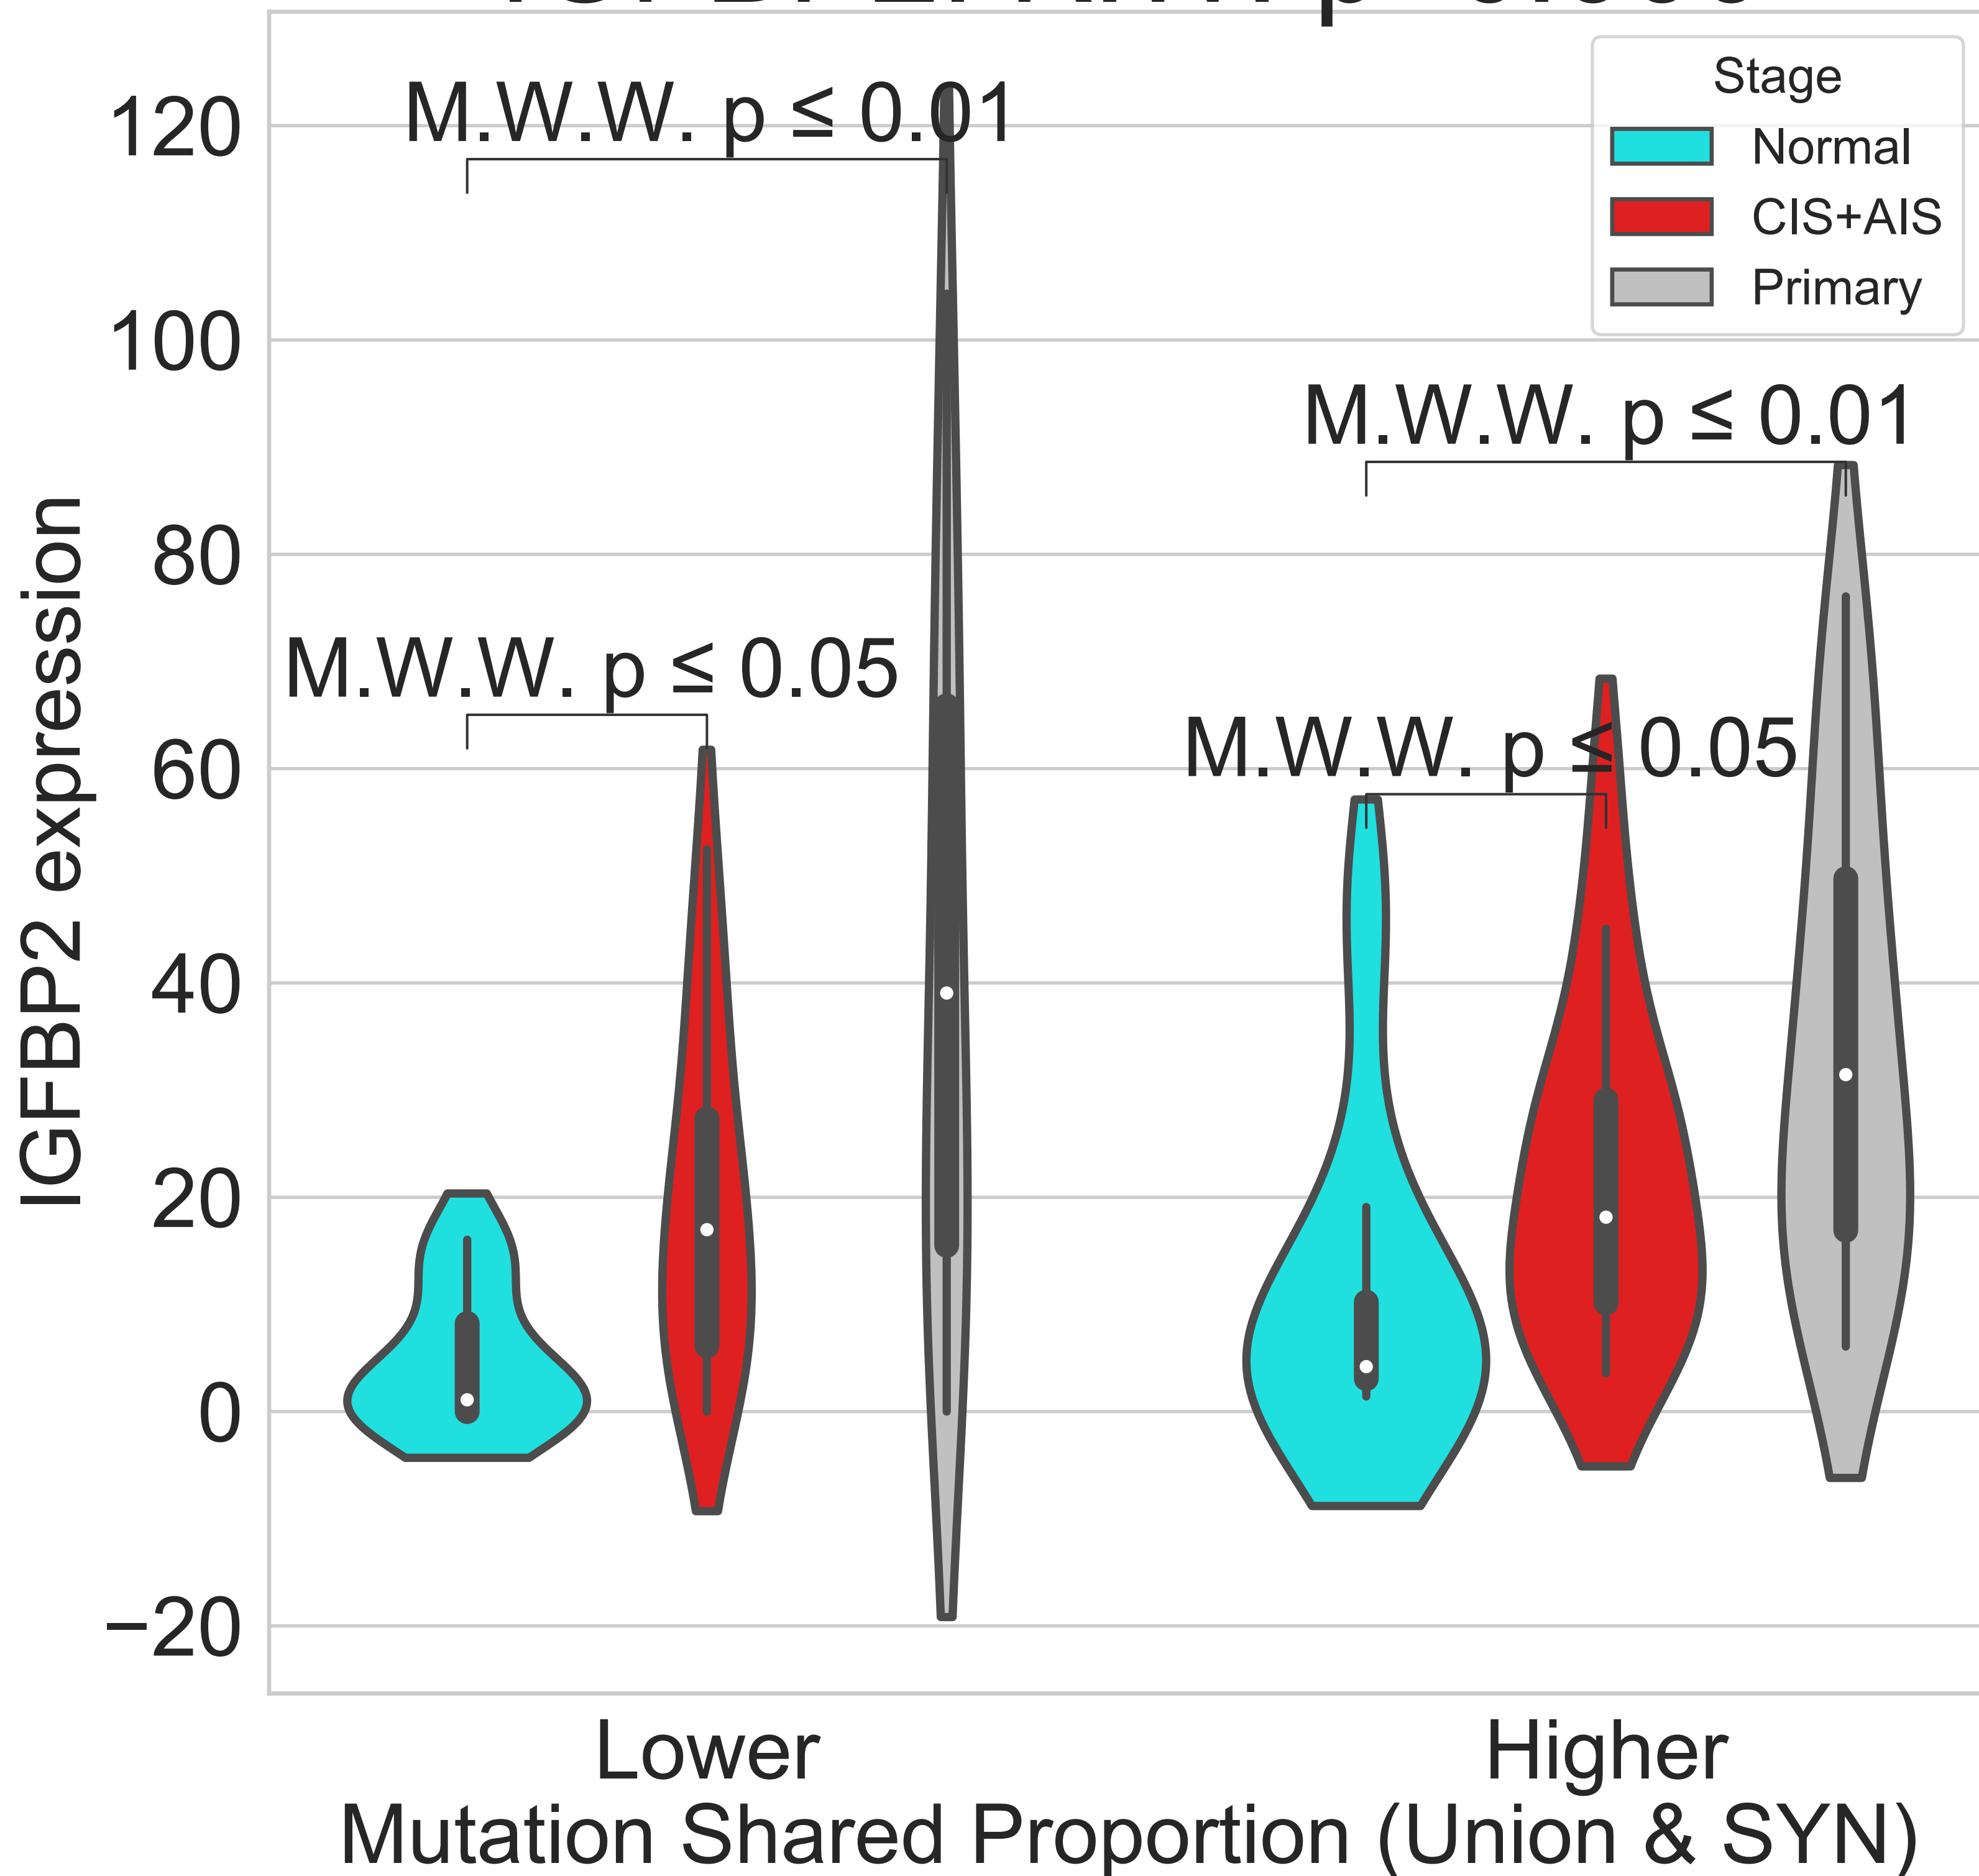 M.W.W. p ≤ 0.01
M.W.W. p ≤ 0.05
M.W.W. p ≤ 0.01
M.W.W. p ≤ 0.05
Stage
Normal
CIS+AIS
Primary
IGFBP2 expression
120
100
80
60
40
20
0
−20
Lower
Higher
Mutation Shared Proportion (Union & SYN)